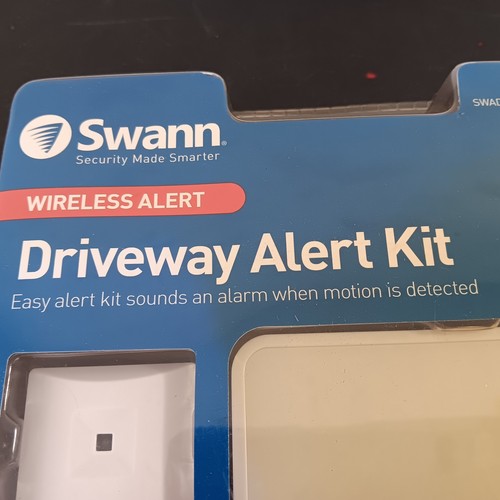 Swann
Security Made Smarter
SWAD
WIRELESS ALERT
Driveway Alert Kit
Easy alert kit sounds an alarm when motion is detected